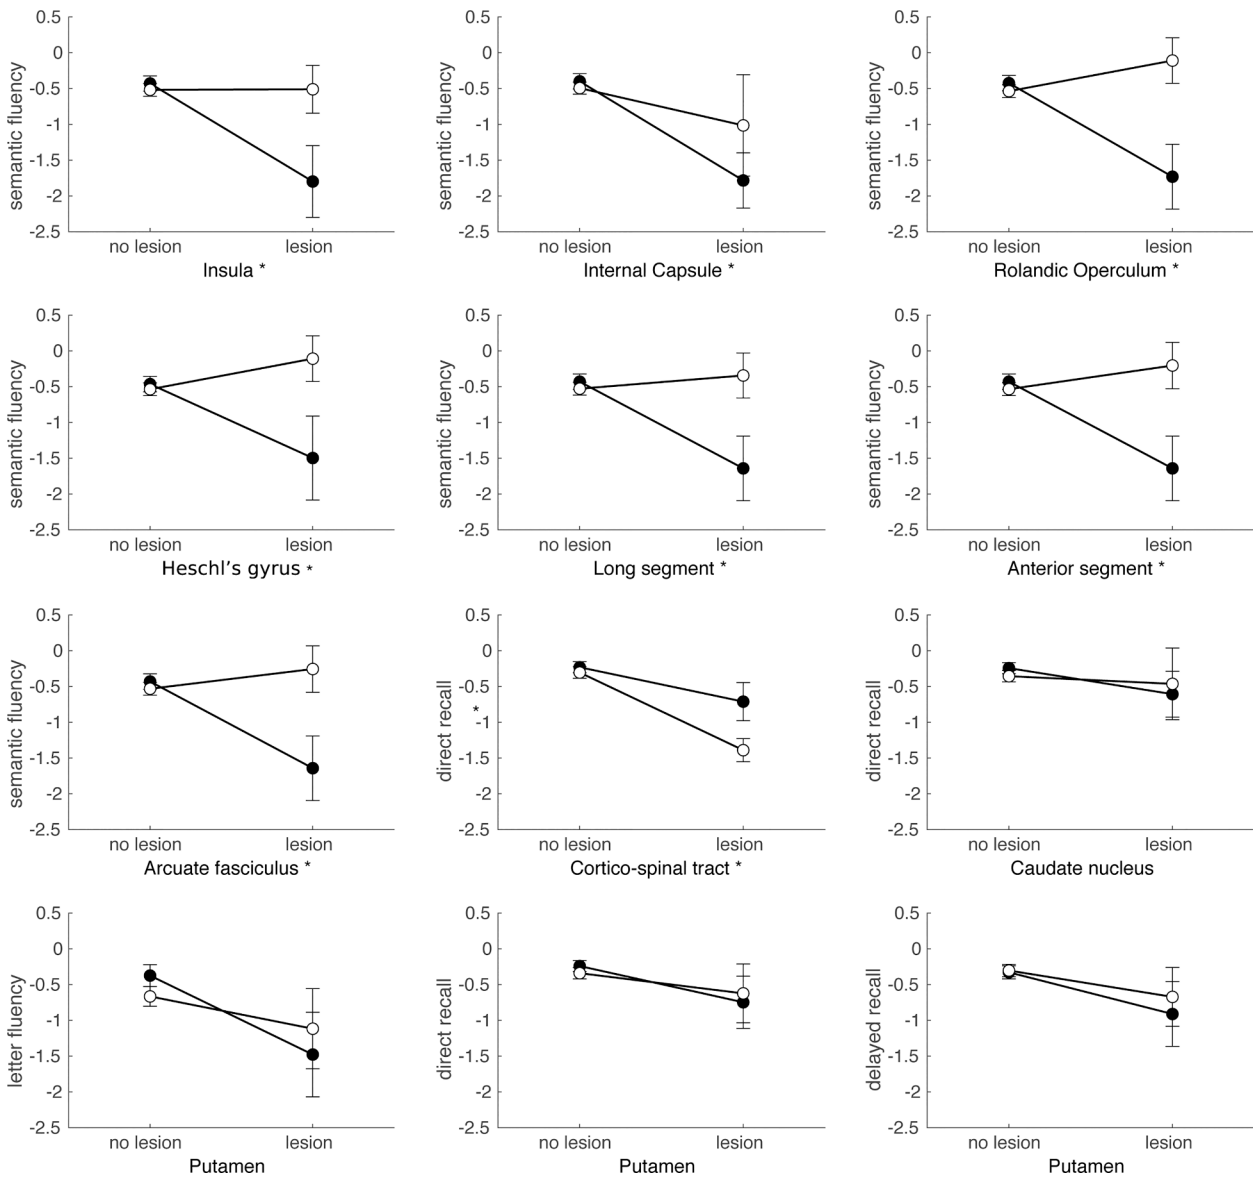 0.5
0
-0.5
-1
-1.5
-2
-2.5
semantic fluency
no lesion lesion
Insula *
0.5
0
-0.5
-1
-1.5
-2
-2.5
semantic fluency
no lesion lesion
Internal Capsule *
0.5
0
-0.5
-1
-1.5
-2
-2.5
semantic fluency
no lesion lesion
Rolandic Operculum *
0.5
0
-0.5
-1
-1.5
-2
-2.5
semantic fluency
no lesion lesion
Heschl's gyrus *
0.5
0
-0.5
-1
-1.5
-2
-2.5
semantic fluency
no lesion lesion
Long segment *
0.5
0
-0.5
-1
-1.5
-2
-2.5
semantic fluency
no lesion lesion
Anterior segment *
0.5
0
-0.5
-1
-1.5
-2
-2.5
semantic fluency
no lesion lesion
Arcuate fasciculus *
0.5
0
-0.5
-1
-1.5
-2
-2.5
direct recall
*
no lesion lesion
Cortico-spinal tract *
0.5
0
-0.5
-1
-1.5
-2
-2.5
direct recall
no lesion lesion
Caudate nucleus
0.5
0
-0.5
-1
-1.5
-2
-2.5
letter fluency
no lesion lesion
Putamen
0.5
0
-0.5
-1
-1.5
-2
-2.5
direct recall
no lesion lesion
Putamen
0.5
0
-0.5
-1
-1.5
-2
-2.5
delayed recall
no lesion lesion
Putamen